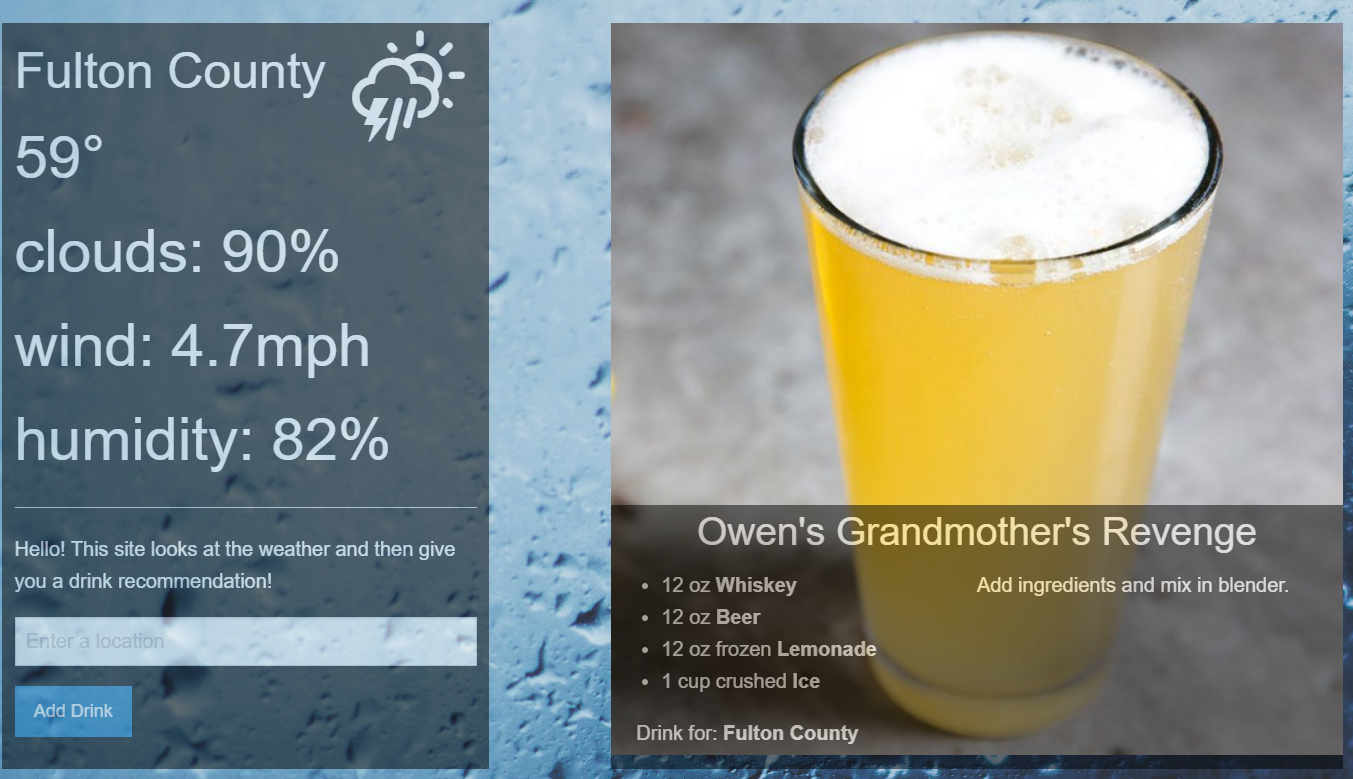 Fulton County
59°
clouds: 90%
wind: 4.7mph
humidity: 82%
Hello! This site looks at the weather and then give
you a drink recommendation!
Enter a location
Add Drink
Owen's Grandmother's Revenge
12 oz Whiskey
12 oz Beer
12 oz frozen Lemonade
1 cup crushed Ice
Add ingredients and mix in blender.
Drink for: Fulton County